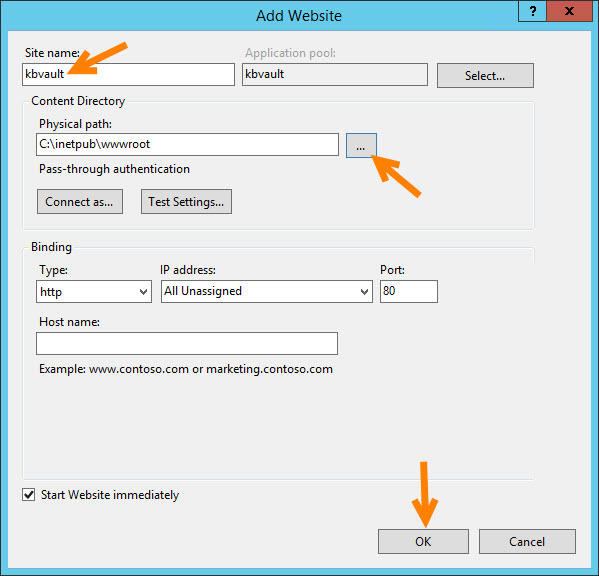 Add Website
?
x
Site name:
Application pool:
kbvault
kbvault
Select...
Content Directory
Physical path:
C:\inetpub\wwwroot
...
Pass-through authentication
Connect as...
Test Settings...
Binding
Type:
IP address:
Port:
http
All Unassigned
80
Host name:
Example: www.contoso.com or marketing.contoso.com
Start Website immediately
OK
Cancel